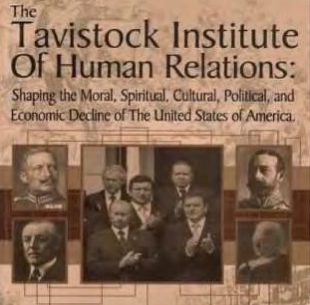 The
Tavistock Institute
Of Human Relations:
Shaping the Moral, Spiritual, Cultural, Political, and
Economic Decline of The United States of America.